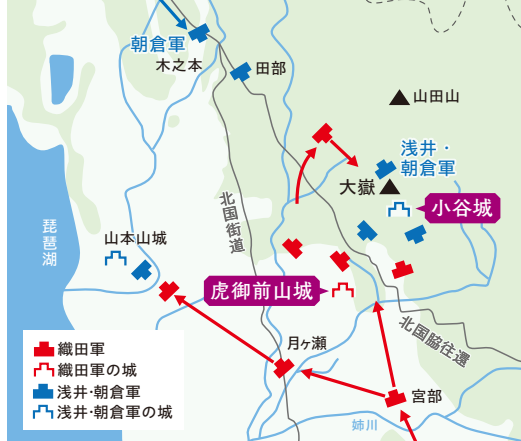 朝倉軍
木之本
田部
山田山
浅井・
朝倉軍
大嶽
小谷城
北国街道
琵琶湖
山本山城
虎御前山城
北国脇往還
月ヶ瀬
宮部
姉川
織田軍
織田軍の城
浅井・朝倉軍
浅井・朝倉軍の城